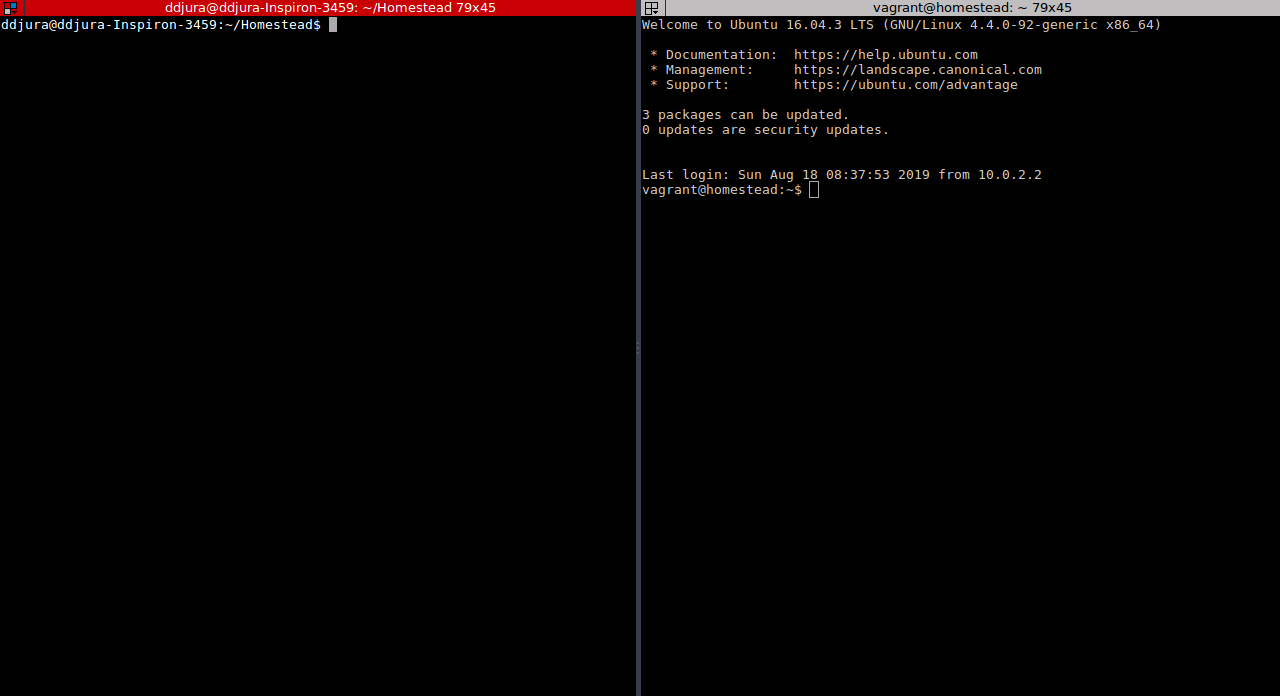 ddjura@ddjura-Inspiron-3459: ~/Homestead 79x45
ddjura@ddjura-Inspiron-3459:~/Homestead$
vagrant@homestead: ~ 79x45
Welcome to Ubuntu 16.04.3 LTS (GNU/Linux 4.4.0-92-generic x86_64)
* Documentation:  https://help.ubuntu.com
* Management:     https://landscape.canonical.com
* Support:        https://ubuntu.com/advantage
3 packages can be updated.
0 updates are security updates.
Last login: Sun Aug 18 08:37:53 2019 from 10.0.2.2
vagrant@homestead:~$